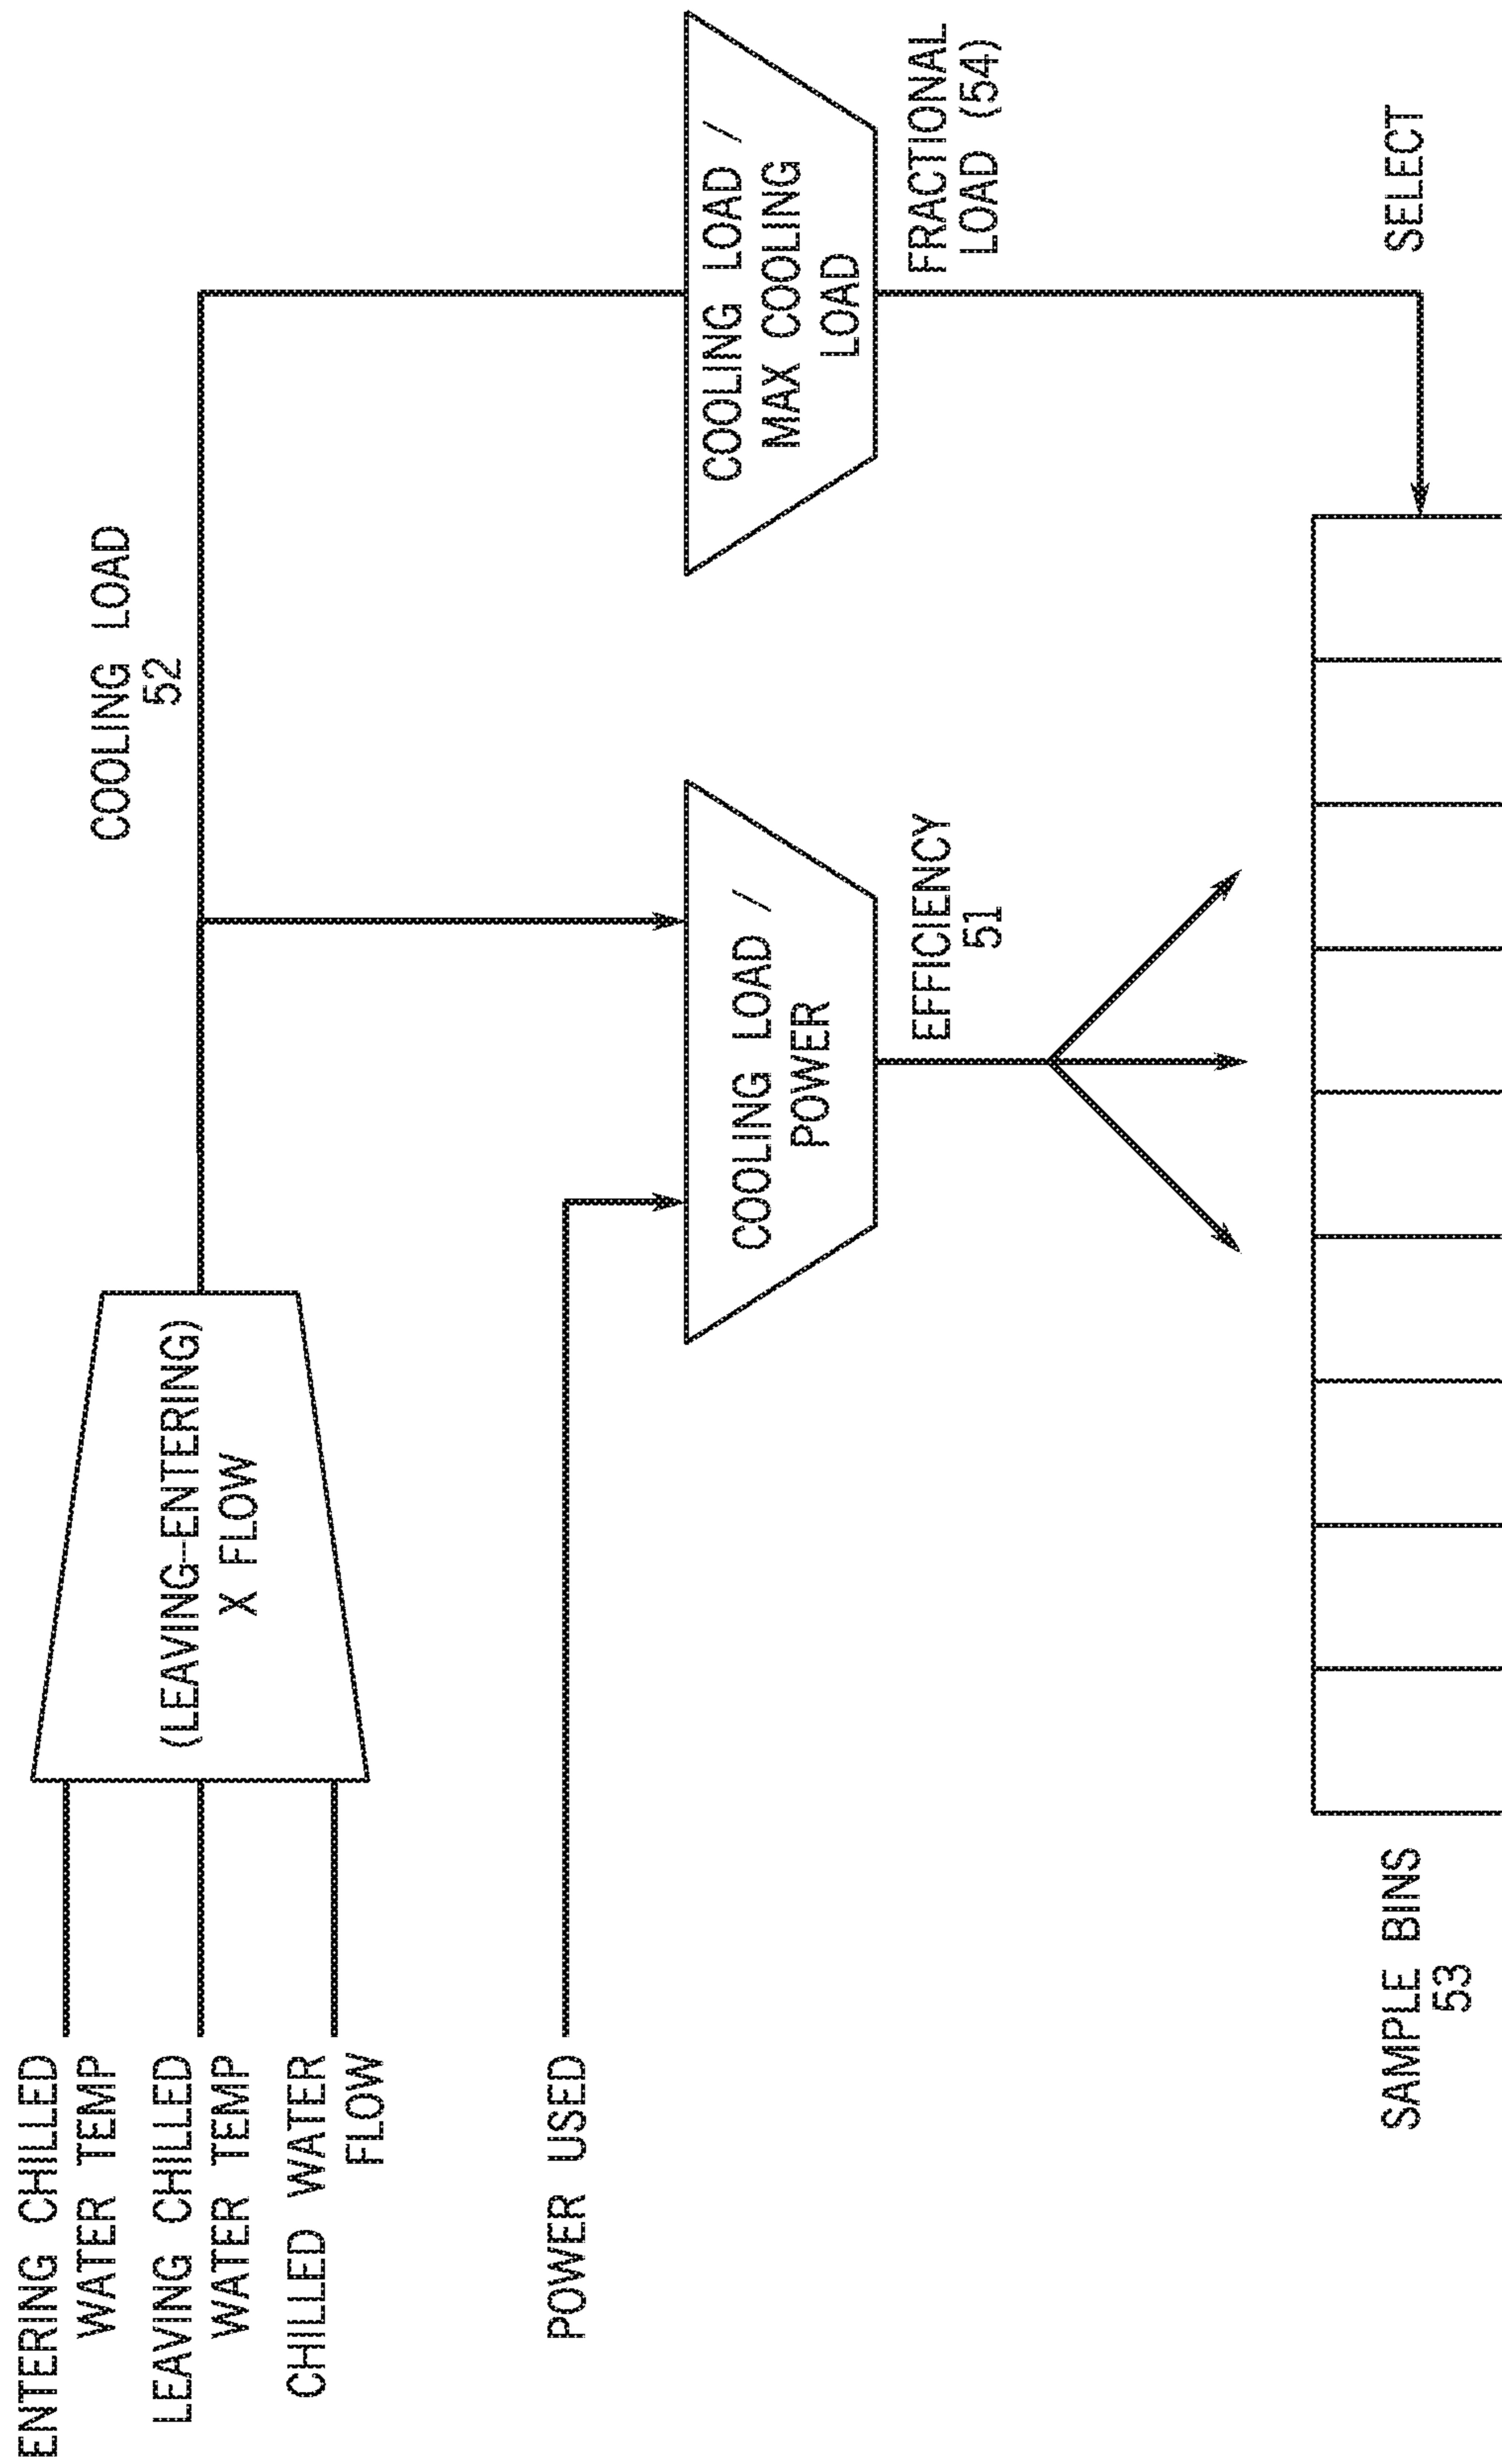 ENTERING CHILLED
WATER TEMP
LEAVING CHILLED
WATER TEMP
CHILLED WATER
FLOW
(LEAVING-ENTERING)
X FLOW
COOLING LOAD
52
POWER USED
COOLING LOAD /
POWER
COOLING LOAD /
MAX COOLING
LOAD
EFFICIENCY
51
FRACTIONAL
LOAD (54)
SAMPLE BINS
53
SELECT